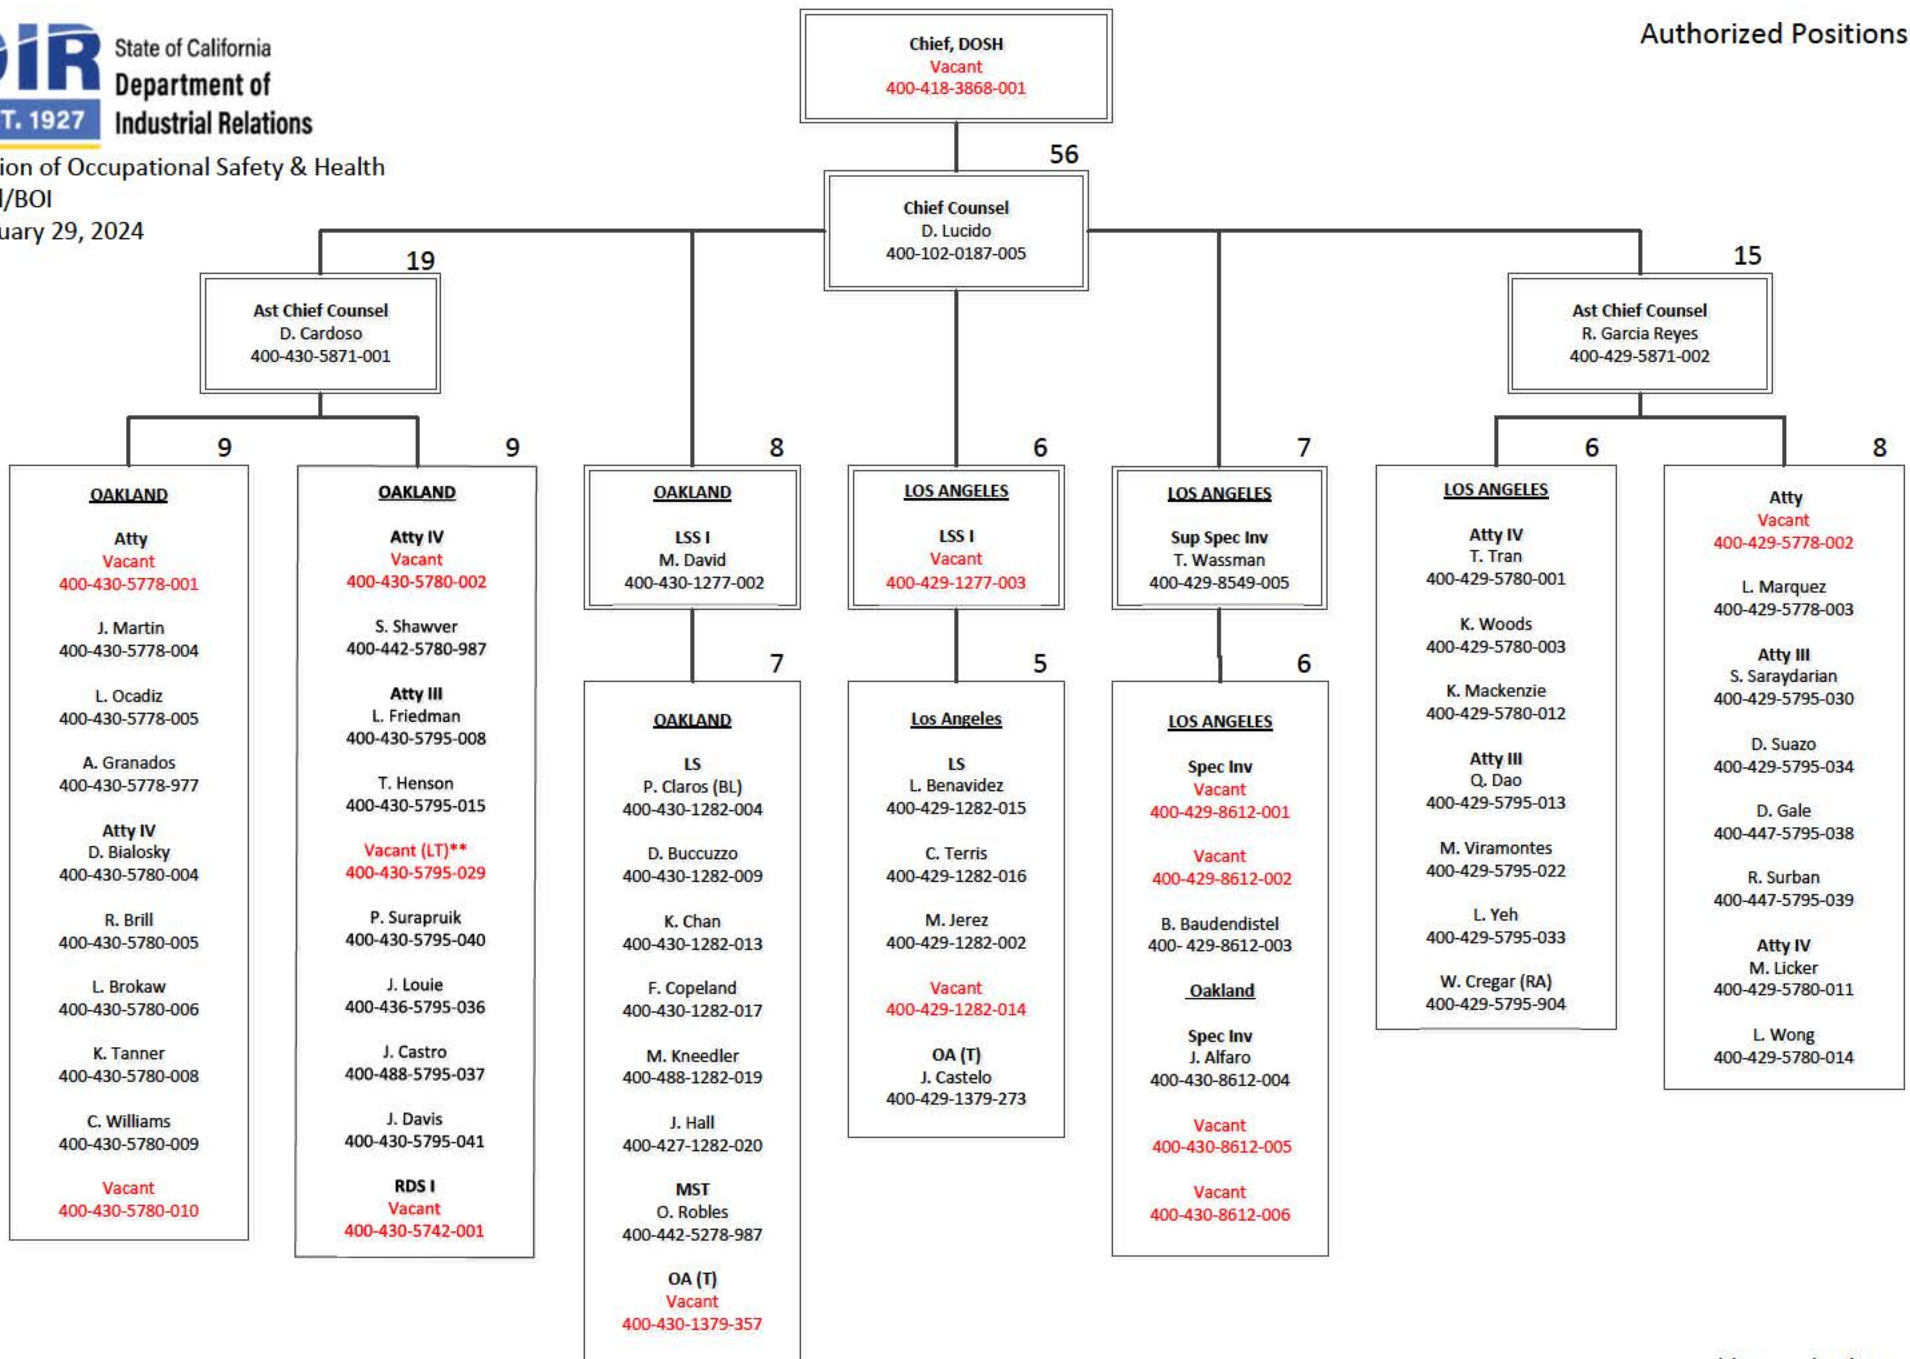 State of California
Department of
Industrial Relations
T. 1927
ion of Occupational Safety & Health
/BOI
uary 29, 2024
Authorized Positions
Chief, DOSH
Vacant
400-418-3868-001
56
Chief Counsel
D. Lucido
400-102-0187-005
19
Ast Chief Counsel
D. Cardoso
400-430-5871-001
15
Ast Chief Counsel
R. Garcia Reyes
400-429-5871-002
9
OAKLAND
Atty
Vacant
400-430-5778-001
J. Martin
400-430-5778-004
L. Ocadiz
400-430-5778-005
A. Granados
400-430-5778-977
Atty IV
D. Bialosky
400-430-5780-004
R. Brill
400-430-5780-005
L. Brokaw
400-430-5780-006
K. Tanner
400-430-5780-008
C. Williams
400-430-5780-009
Vacant
400-430-5780-010
9
OAKLAND
Atty IV
Vacant
400-430-5780-002
S. Shawver
400-442-5780-987
Atty III
L. Friedman
400-430-5795-008
T. Henson
400-430-5795-015
Vacant (LT)**
400-430-5795-029
P. Surapruik
400-430-5795-040
J. Louie
400-436-5795-036
J. Castro
400-488-5795-037
J. Davis
400-430-5795-041
RDS I
Vacant
400-430-5742-001
8
OAKLAND
LSS I
M. David
400-430-1277-002
7
OAKLAND
LS
P. Claros (BL)
400-430-1282-004
D. Buccuzzo
400-430-1282-009
K. Chan
400-430-1282-013
F. Copeland
400-430-1282-017
M. Kneedler
400-488-1282-019
J. Hall
400-427-1282-020
MST
O. Robles
400-442-5278-987
OA (T)
Vacant
400-430-1379-357
6
LOS ANGELES
LSS I
Vacant
400-429-1277-003
5
Los Angeles
LS
L. Benavidez
400-429-1282-015
C. Terris
400-429-1282-016
M. Jerez
400-429-1282-002
Vacant
400-429-1282-014
OA (T)
J. Castelo
400-429-1379-273
7
LOS ANGELES
Sup Spec Inv
T. Wassman
400-429-8549-005
6
LOS ANGELES
Spec Inv
Vacant
400-429-8612-001
Vacant
400-429-8612-002
B. Baudendistel
400- 429-8612-003
Oakland
Spec Inv
J. Alfaro
400-430-8612-004
Vacant
400-430-8612-005
Vacant
400-430-8612-006
6
LOS ANGELES
Atty IV
T. Tran
400-429-5780-001
K. Woods
400-429-5780-003
K. Mackenzie
400-429-5780-012
Atty III
Q. Dao
400-429-5795-013
M. Viramontes
400-429-5795-022
L. Yeh
400-429-5795-033
W. Cregar (RA)
400-429-5795-904
8
Atty
Vacant
400-429-5778-002
L. Marquez
400-429-5778-003
Atty III
S. Saraydarian
400-429-5795-030
D. Suazo
400-429-5795-034
D. Gale
400-447-5795-038
R. Surban
400-447-5795-039
Atty IV
M. Licker
400-429-5780-011
L. Wong
400-429-5780-014